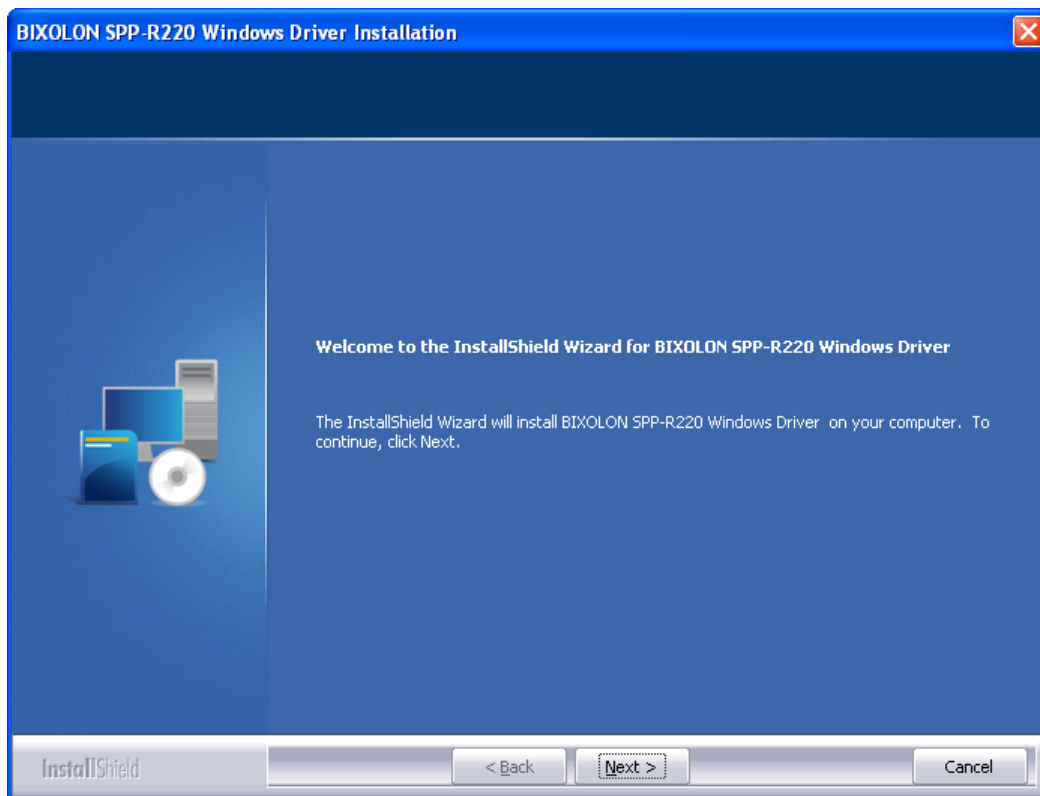 BIXOLON SPP-R220 Windows Driver Installation
Welcome to the InstallShield Wizard for BIXOLON SPP-R220 Windows Driver
The InstallShield Wizard will install BIXOLON SPP-R220 Windows Driver  on your computer.  To
continue, click Next.
InstallShield
< Back
Next >
Cancel